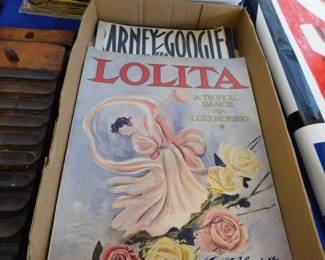 BARNEY GOOGLE
LOLITA
A TROPICAL
DANCE
LUIS MORENO